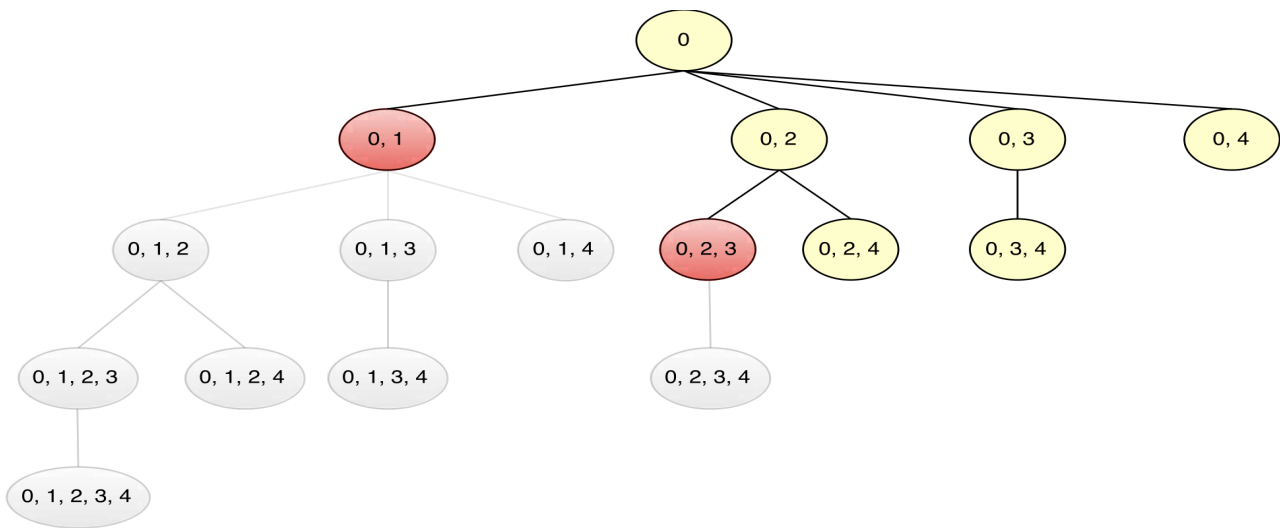 0
0, 1
0, 2
0, 3
0, 4
0, 1, 2
0, 1, 3
0, 1, 4
0, 2, 3
0, 2, 4
0, 3, 4
0, 1, 2, 3
0, 1, 2, 4
0, 1, 3, 4
0, 2, 3, 4
0, 1, 2, 3, 4